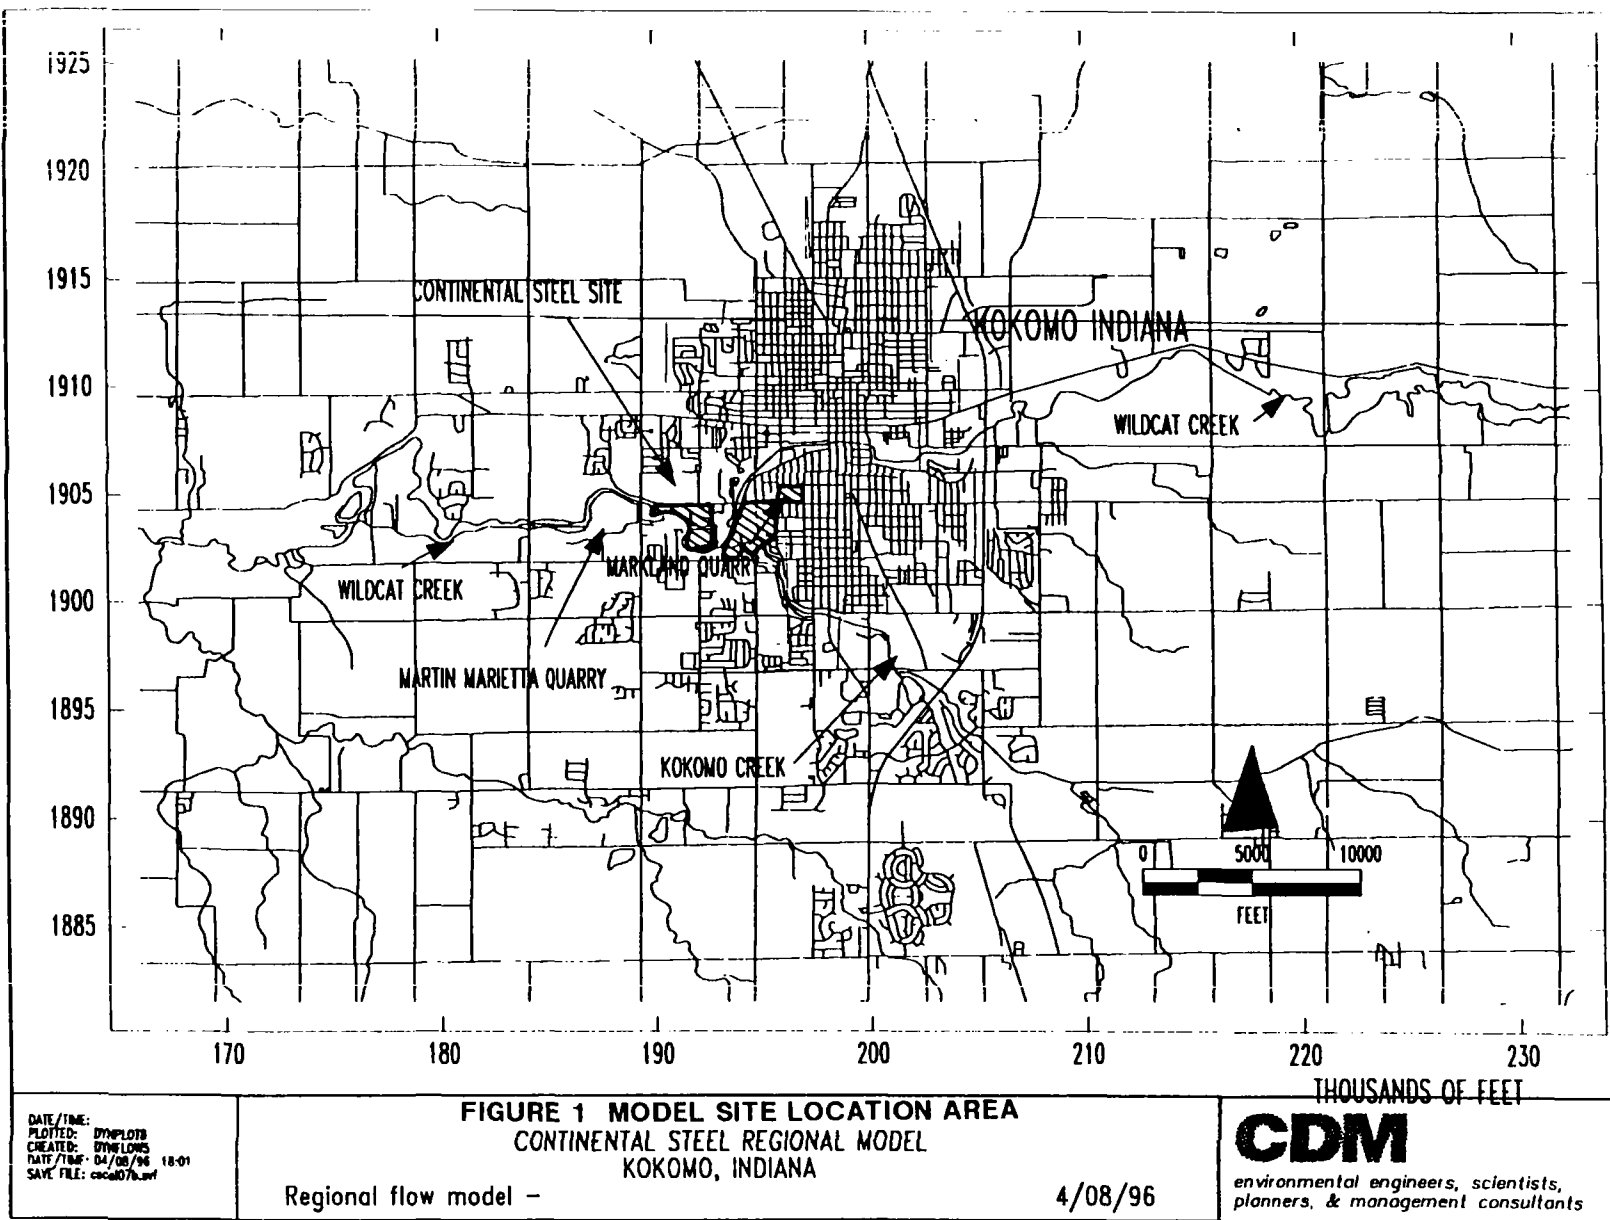 1925
1920
1915
1910
1905
1900
1895
1890
1885
CONTINENTAL STEEL SITE
KOKOMO INDIANA
WILDCAT CREEK
MARKLAND QUARRY
WILDCAT CREEK
MARTIN MARIETTA QUARRY
KOKOMO CREEK
0 5000 10000
FEET
170 180 190 200 210 220 230
THOUSANDS OF FEET
DATE/TIME:
PLOTTED: DYNPLOT8
CREATED: DYNFLOW5
DATE/TIME: 04/08/96 18:01
SAVE FILE:
FIGURE 1 MODEL SITE LOCATION AREA
CONTINENTAL STEEL REGIONAL MODEL
KOKOMO, INDIANA
Regional flow model -
4/08/96
CDM
environmental engineers, scientists,
planners, & management consultants